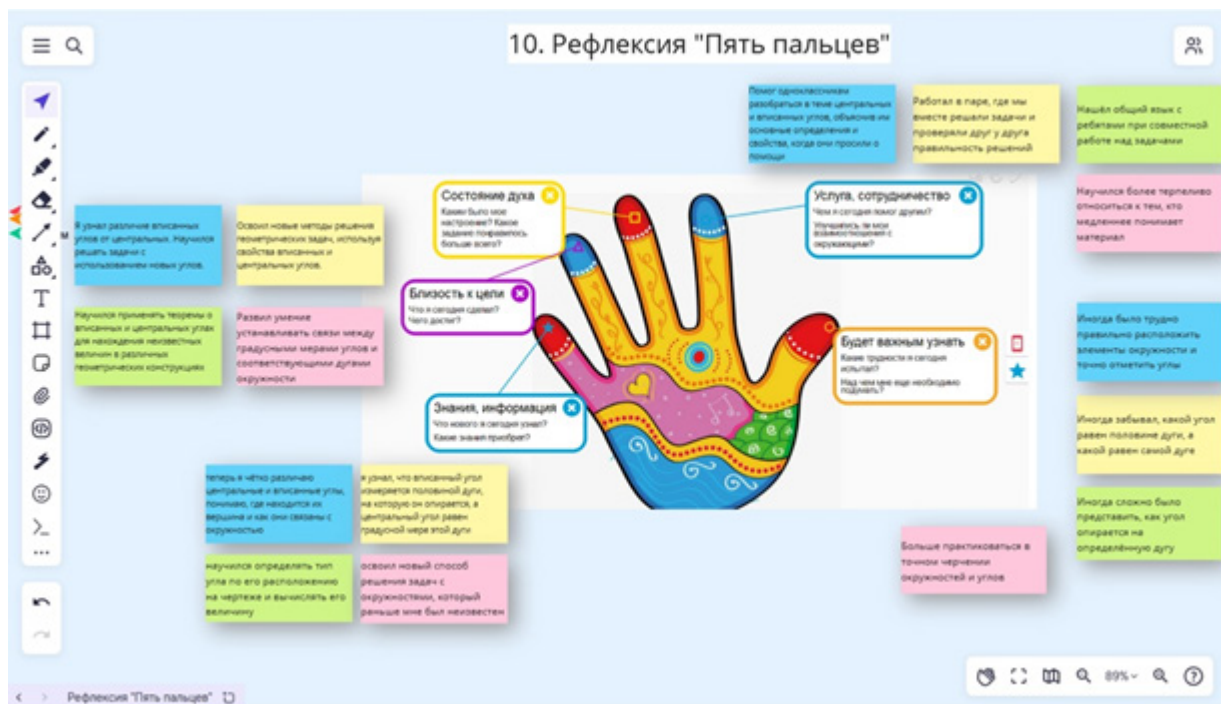 10. Рефлексия "Пять пальцев"
Помог одноклассникам
разобраться в теме центральных
и вписанных углов, объяснив им
основные определения и
свойства, когда они просили о
помощи
Работал в паре, где мы
вместе решали задачи и
проверяли друг у друга
правильность решений
Нашёл общий язык с
ребятами при совместной
работе над задачами
Научился более терпеливо
относиться к тем, кто
медленнее понимает
материал
Состояние духа
Каким было мое
настроение? Какое
задание понравилось
больше всего?
Услуга, сотрудничество
Чем я сегодня помог другим?
Улучшились ли мои
взаимоотношения с
окружающими?
Я узнал различие вписанных
углов от центральных. Научился
решать задачи с
использованием новых углов.
Освоил новые методы решения
геометрических задач, используя
свойства вписанных и
центральных углов.
Научился применять теоремы о
вписанных и центральных углах
для нахождения неизвестных
величин в различных
геометрических конструкциях
Развил умение
устанавливать связи между
градусными мерами углов и
соответствующими дугами
окружности
Близость к цели
Что я сегодня сделал?
Чего достиг?
Будет важным узнать
Какие трудности я сегодня
испытал?
Над чем мне еще необходимо
подумать?
Иногда было трудно
правильно расположить
элементы окружности и
точно отметить углы
Иногда забывал, какой угол
равен половине дуги, а
какой равен самой дуге
Иногда сложно было
представить, как угол
опирается на
определённую дугу
Знания, информация
Что нового я сегодня узнал?
Какие знания приобрел?
теперь я чётко различаю
центральные и вписанные углы,
понимаю, где находится их
вершина и как они связаны с
окружностью
я узнал, что вписанный угол
измеряется половиной дуги,
на которую он опирается, а
центральный угол равен
градусной мере этой дуги
научился определять тип
угла по его расположению
на чертеже и вычислять его
величину
освоил новый способ
решения задач с
окружностями, который
раньше мне был неизвестен
Больше практиковаться в
точном черчении
окружностей и углов
89%
Рефлексия "Пять пальцев"